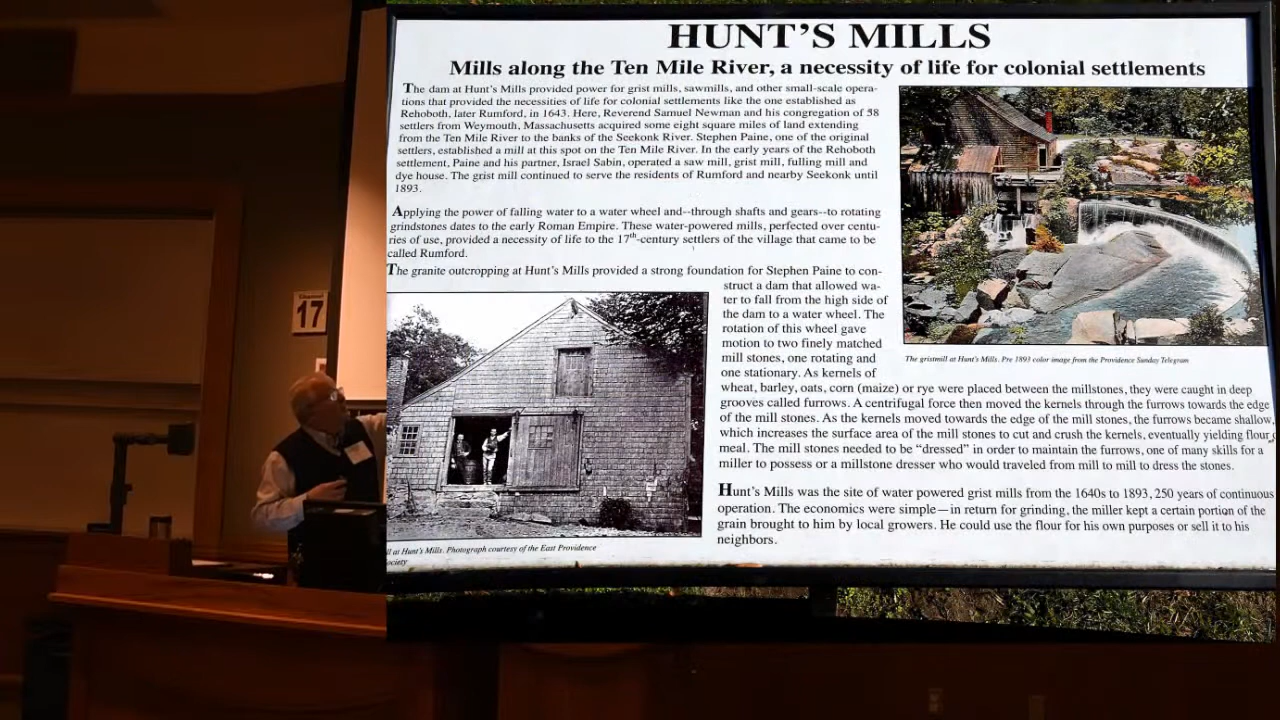 HUNT'S MILLS
Mills along the Ten Mile River, a necessity of life for colonial settlements
The dam at Hunt's Mills provided power for grist mills, sawmills, and other small-scale opera-
tions that provided the necessities of life for colonial settlements like the one established as
Rehoboth, later Rumford, in 1643. Here, Reverend Samuel Newman and his congregation of 58
settlers from Weymouth, Massachusetts acquired some eight square miles of land extending
from the Ten Mile River to the banks of the Seekonk River. Stephen Paine, one of the original
settlers, established a mill at this spot on the Ten Mile River. In the early years of the Rehoboth
settlement, Paine and his partner, Israel Sabin, operated a saw mill, grist mill, fulling mill and
dye house. The grist mill continued to serve the residents of Rumford and nearby Seekonk until
1893.
Applying the power of falling water to a water wheel and--through shafts and gears--to rotating
grindstones dates to the early Roman Empire. These water-powered mills, perfected over centu-
ries of use, provided a necessity of life to the 17th-century settlers of the village that came to be
called Rumford.
The granite outcropping at Hunt's Mills provided a strong foundation for Stephen Paine to con-
struct a dam that allowed wa-
ter to fall from the high side of
the dam to a water wheel. The
rotation of this wheel gave
motion to two finely matched
mill stones, one rotating and
one stationary. As kernels of
wheat, barley, oats, corn (maize) or rye were placed between the millstones, they were caught in deep
grooves called furrows. A centrifugal force then moved the kernels through the furrows towards the edge
of the mill stones. As the kernels moved towards the edge of the mill stones, the furrows became shallow,
which increases the surface area of the mill stones to cut and crush the kernels, eventually yielding flour
meal. The mill stones needed to be "dressed" in order to maintain the furrows, one of many skills for a
miller to possess or a millstone dresser who would traveled from mill to mill to dress the stones.
Hunt's Mills was the site of water powered grist mills from the 1640s to 1893, 250 years of continuous
operation. The economics were simple—in return for grinding, the miller kept a certain portion of the
grain brought to him by local growers. He could use the flour for his own purposes or sell it to his
neighbors.
The gristmill at Hunt's Mills. Pre 1893 color image from the Providence Sunday Telegram
ll at Hunt's Mills. Photograph courtesy of the East Providence
ociety
17